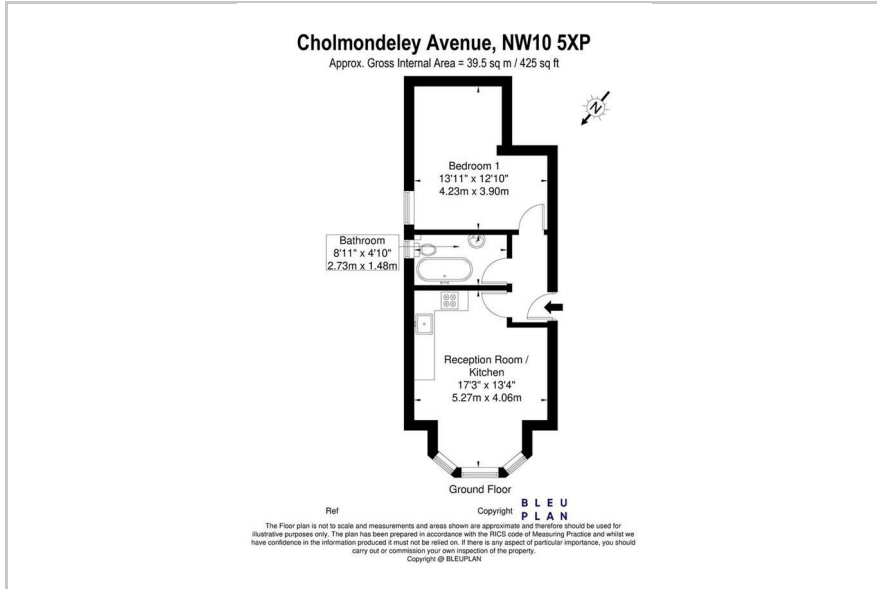 Cholmondeley Avenue, NW10 5XP
Approx. Gross Internal Area = 39.5 sq m / 425 sq ft
N
Bedroom 1
13'11" x 12'10"
4.23m x 3.90m
Bathroom
8'11" x 4'10"
2.73m x 1.48m
Reception Room /
Kitchen
17'3" x 13'4"
5.27m x 4.06m
Ground Floor
Ref
Copyright
BLEU
PLAN
The Floor plan is not to scale and measurements and areas shown are approximate and therefore should be used for
illustrative purposes only. The plan has been prepared in accordance with the RICS code of Measuring Practice and whilst we
have confidence in the information produced it must not be relied on. If there is any aspect of particular importance, you should
carry out or commission your own inspection of the property.
Copyright @ BLEUPLAN